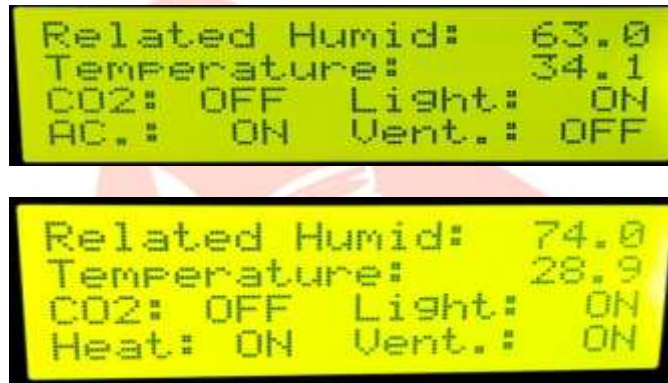 Related Humid: 63.0
Temperature: 34.1
CO2: OFF Light: ON
AC.: ON Vent.: OFF
Related Humid: 74.0
Temperature: 28.9
CO2: OFF Light: ON
Heat: ON Vent.: ON